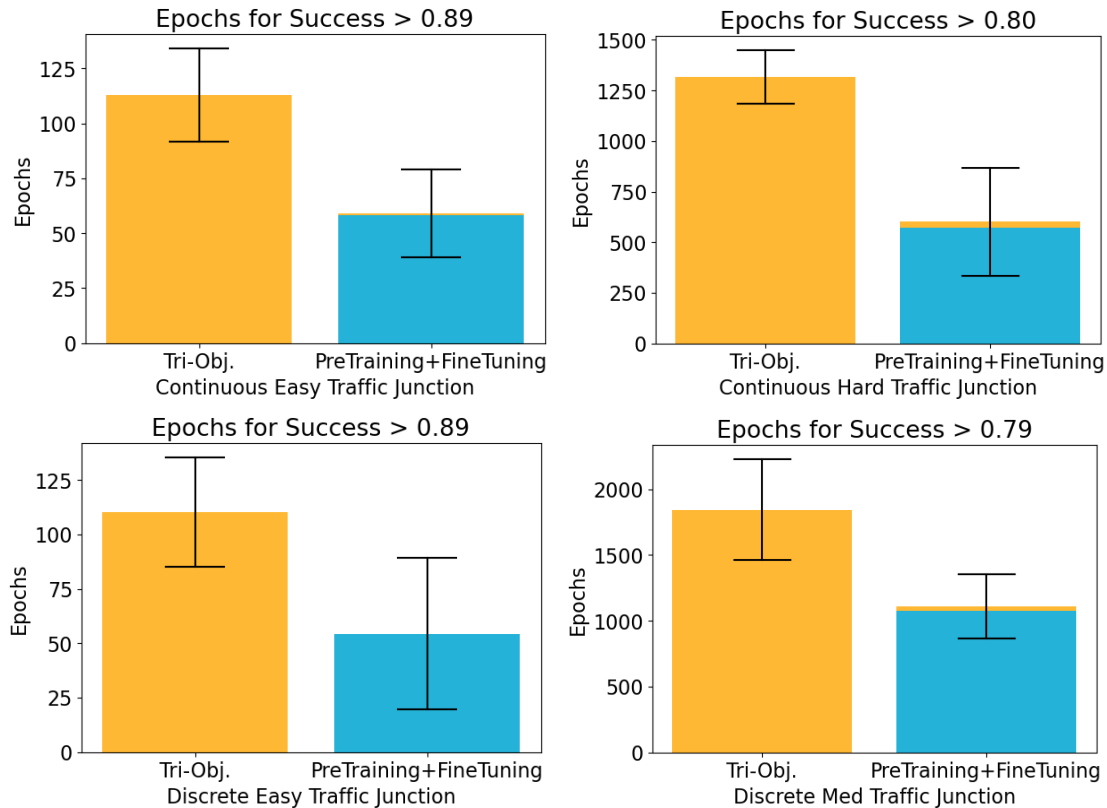 Epochs for Success > 0.89
125
100
75
50
25
0
Epochs
Tri-Obj.
PreTraining+FineTuning
Continuous Easy Traffic Junction
Epochs for Success > 0.80
1500
1250
1000
750
500
250
0
Epochs
Tri-Obj.
PreTraining+FineTuning
Continuous Hard Traffic Junction
Epochs for Success > 0.89
125
100
75
50
25
0
Epochs
Tri-Obj.
PreTraining+FineTuning
Discrete Easy Traffic Junction
Epochs for Success > 0.79
2000
1500
1000
500
0
Epochs
Tri-Obj.
PreTraining+FineTuning
Discrete Med Traffic Junction